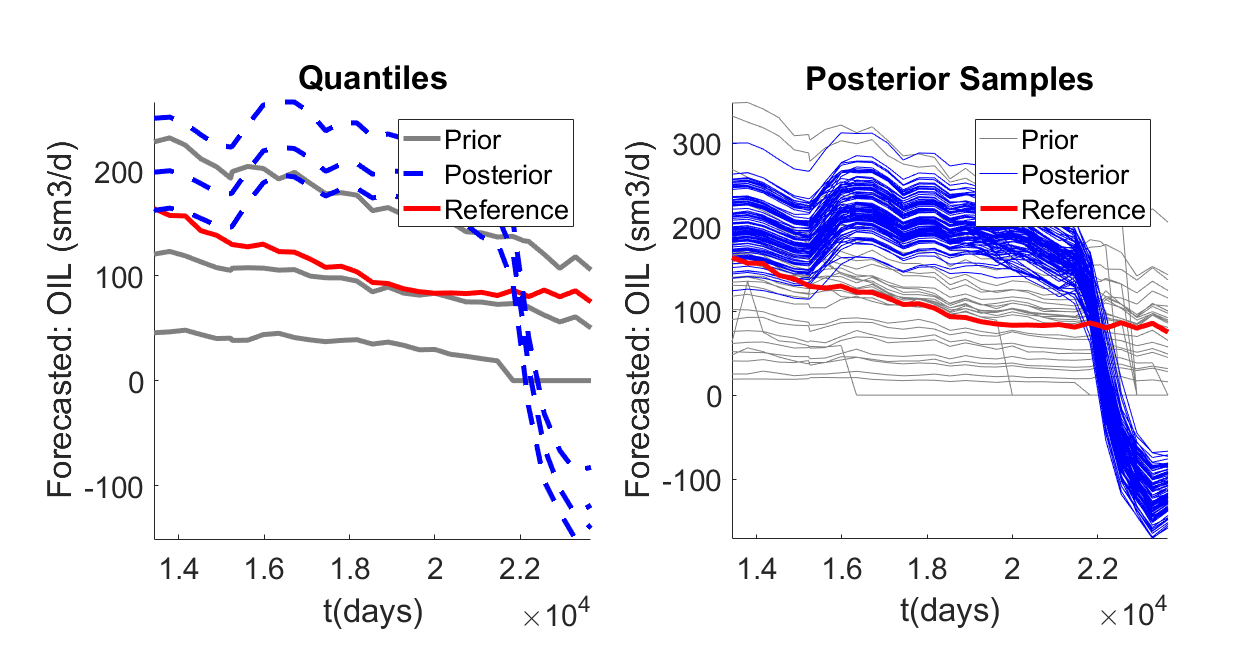 Quantiles
Forecasted: OIL (sm3/d)
200
100
0
-100
Prior
Posterior
Reference
1.4 1.6 1.8 2 2.2
t(days)
×10^4
Posterior Samples
Forecasted: OIL (sm3/d)
300
200
100
0
-100
Prior
Posterior
Reference
1.4 1.6 1.8 2 2.2
t(days)
×10^4